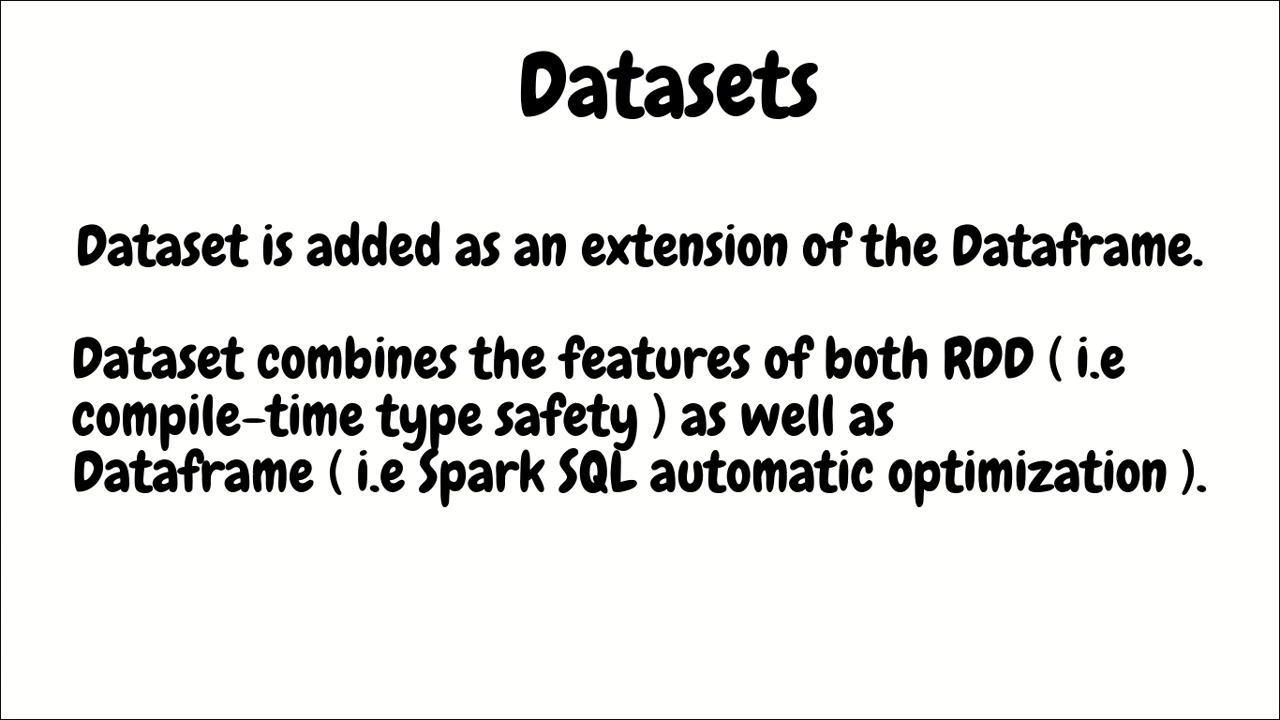 Datasets
Dataset is added as an extension of the Dataframe.
Dataset combines the features of both RDD ( i.e
compile-time type safety ) as well as
Dataframe ( i.e Spark SQL automatic optimization ).